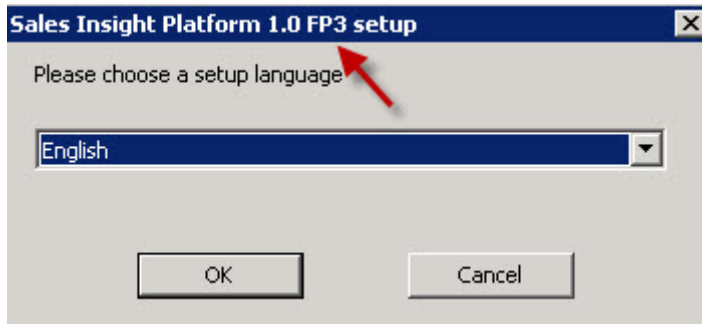 Sales Insight Platform 1.0 FP3 setup
Please choose a setup language
English
OK Cancel